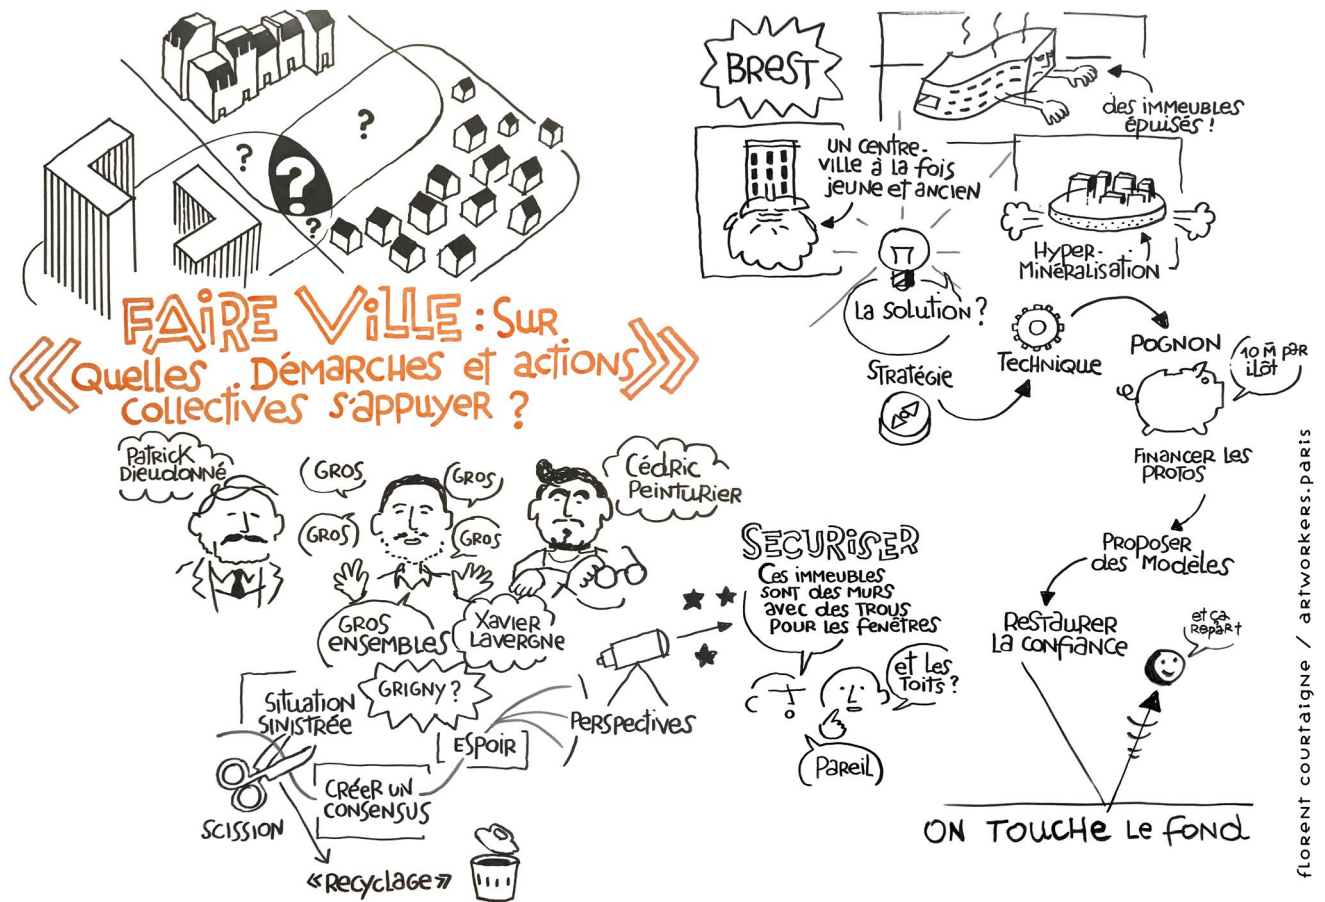 ?
?
?
?
FAIRE VILLE : SUR
« QUELLES DÉMARCHES ET ACTIONS »
COLLECTIVES S'APPUYER ?
PATRICK
DIEUDONNÉ
GROS
GROS
GROS
GROS
CÉDRIC
PEINTURIER
GROS
ENSEMBLES
XAVIER
LAVERGNE
GRIGNY ?
SITUATION
SINISTRÉE
SCISSION
CRÉER UN
CONSENSUS
ESPOIR
PERSPECTIVES
« RECYCLAGE »
SECURISER
CES IMMEUBLES
SONT DES MURS
AVEC DES TROUS
POUR LES FENÊTRES
ET LES
TOITS ?
PAREIL
BREST
DES IMMEUBLES
ÉPUISÉS !
UN CENTRE-
VILLE À LA FOIS
JEUNE ET ANCIEN
HYPER-
MINÉRALISATION
LA SOLUTION ?
STRATÉGIE
TECHNIQUE
POGNON
10 M PAR
ILÔT
FINANCER LES
PROTOS
PROPOSER
DES MODÈLES
RESTAURER
LA CONFIANCE
ET ÇA
REPART
ON TOUCHE LE FOND
FLORENT COURTAIGNE / ARTWORKERS.PARIS